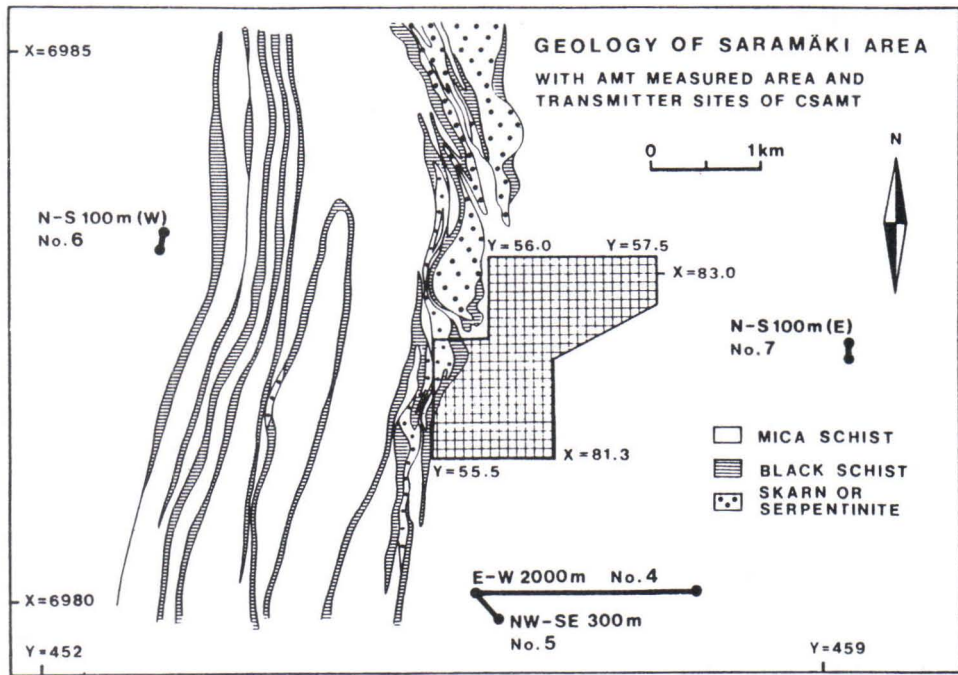 X=6985
GEOLOGY OF SARAMÄKI AREA
WITH AMT MEASURED AREA AND
TRANSMITTER SITES OF CSAMT
0 1km
N
N-S 100m (W)
No. 6
Y=56.0 Y=57.5
X=83.0
N-S 100m (E)
No. 7
MICA SCHIST
BLACK SCHIST
SKARN OR
SERPENTINITE
Y=55.5
X=81.3
E-W 2000m No. 4
X=6980
NW-SE 300m
No. 5
Y=452
Y=459